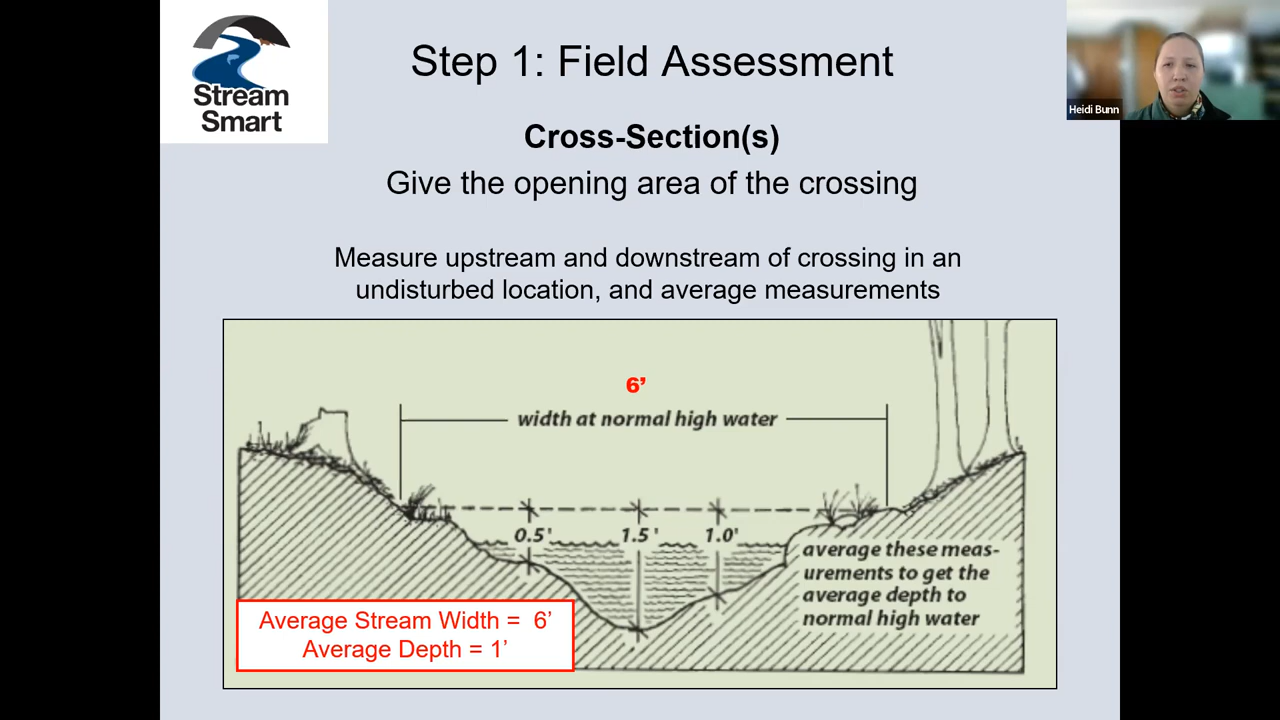 Stream
Smart
Step 1: Field Assessment
Heidi Bunn
Cross-Section(s)
Give the opening area of the crossing
Measure upstream and downstream of crossing in an
undisturbed location, and average measurements
6’
width at normal high water
0.5' 1.5 ' 1.0'
average these meas-
urements to get the
average depth to
normal high water
Average Stream Width =  6’
Average Depth = 1’